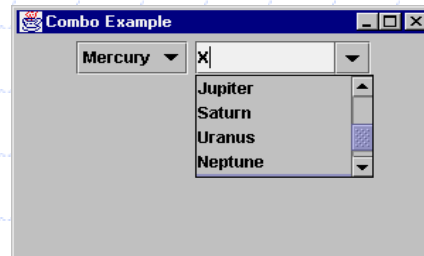 Combo Example
Mercury X
Jupiter
Saturn
Uranus
Neptune